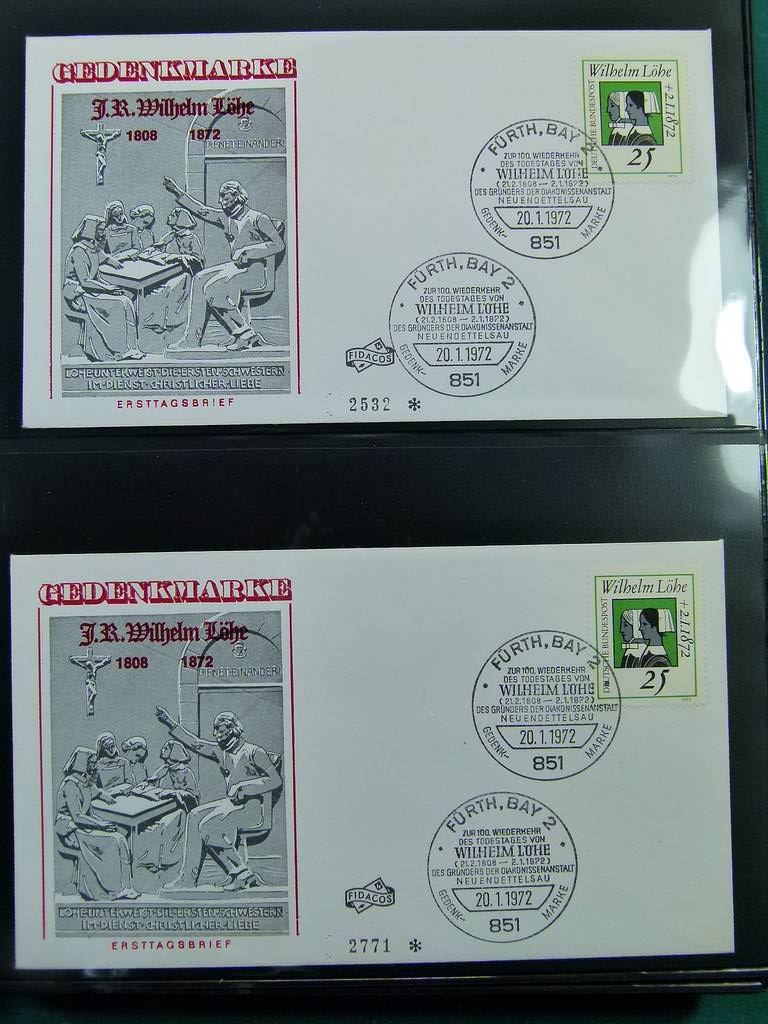 GEDENKMARKE
J.R. Wilhelm Löhe
1808 1872
DIENET EINANDER!
LÖHE·UNTERWEIST·DIE·ERSTEN·SCHWESTERN
IM·DIENST·CHRISTLICHER·LIEBE
ERSTTAGSBRIEF
Wilhelm Löhe
+2.1.1872
DEUTSCHE BUNDESPOST
25
FÜRTH, BAY 2
ZUR 100. WIEDERKEHR
DES TODESTAGES VON
WILHELM LÖHE
(21.2.1808 — 2.1.1872)
DES GRÜNDERS DER DIAKONISSENANSTALT
NEUENDETTELSAU
20.1.1972
GEDENK- MARKE
851
FÜRTH, BAY 2
ZUR 100. WIEDERKEHR
DES TODESTAGES VON
WILHELM LÖHE
(21.2.1808 — 2.1.1872)
DES GRÜNDERS DER DIAKONISSENANSTALT
NEUENDETTELSAU
20.1.1972
GEDENK- MARKE
851
FIDACOS
2532 *
GEDENKMARKE
J.R. Wilhelm Löhe
1808 1872
DIENET EINANDER!
LÖHE·UNTERWEIST·DIE·ERSTEN·SCHWESTERN
IM·DIENST·CHRISTLICHER·LIEBE
ERSTTAGSBRIEF
Wilhelm Löhe
+2.1.1872
DEUTSCHE BUNDESPOST
25
FÜRTH, BAY 2
ZUR 100. WIEDERKEHR
DES TODESTAGES VON
WILHELM LÖHE
(21.2.1808 — 2.1.1872)
DES GRÜNDERS DER DIAKONISSENANSTALT
NEUENDETTELSAU
20.1.1972
GEDENK- MARKE
851
FÜRTH, BAY 2
ZUR 100. WIEDERKEHR
DES TODESTAGES VON
WILHELM LÖHE
(21.2.1808 — 2.1.1872)
DES GRÜNDERS DER DIAKONISSENANSTALT
NEUENDETTELSAU
20.1.1972
GEDENK- MARKE
851
FIDACOS
2771 *